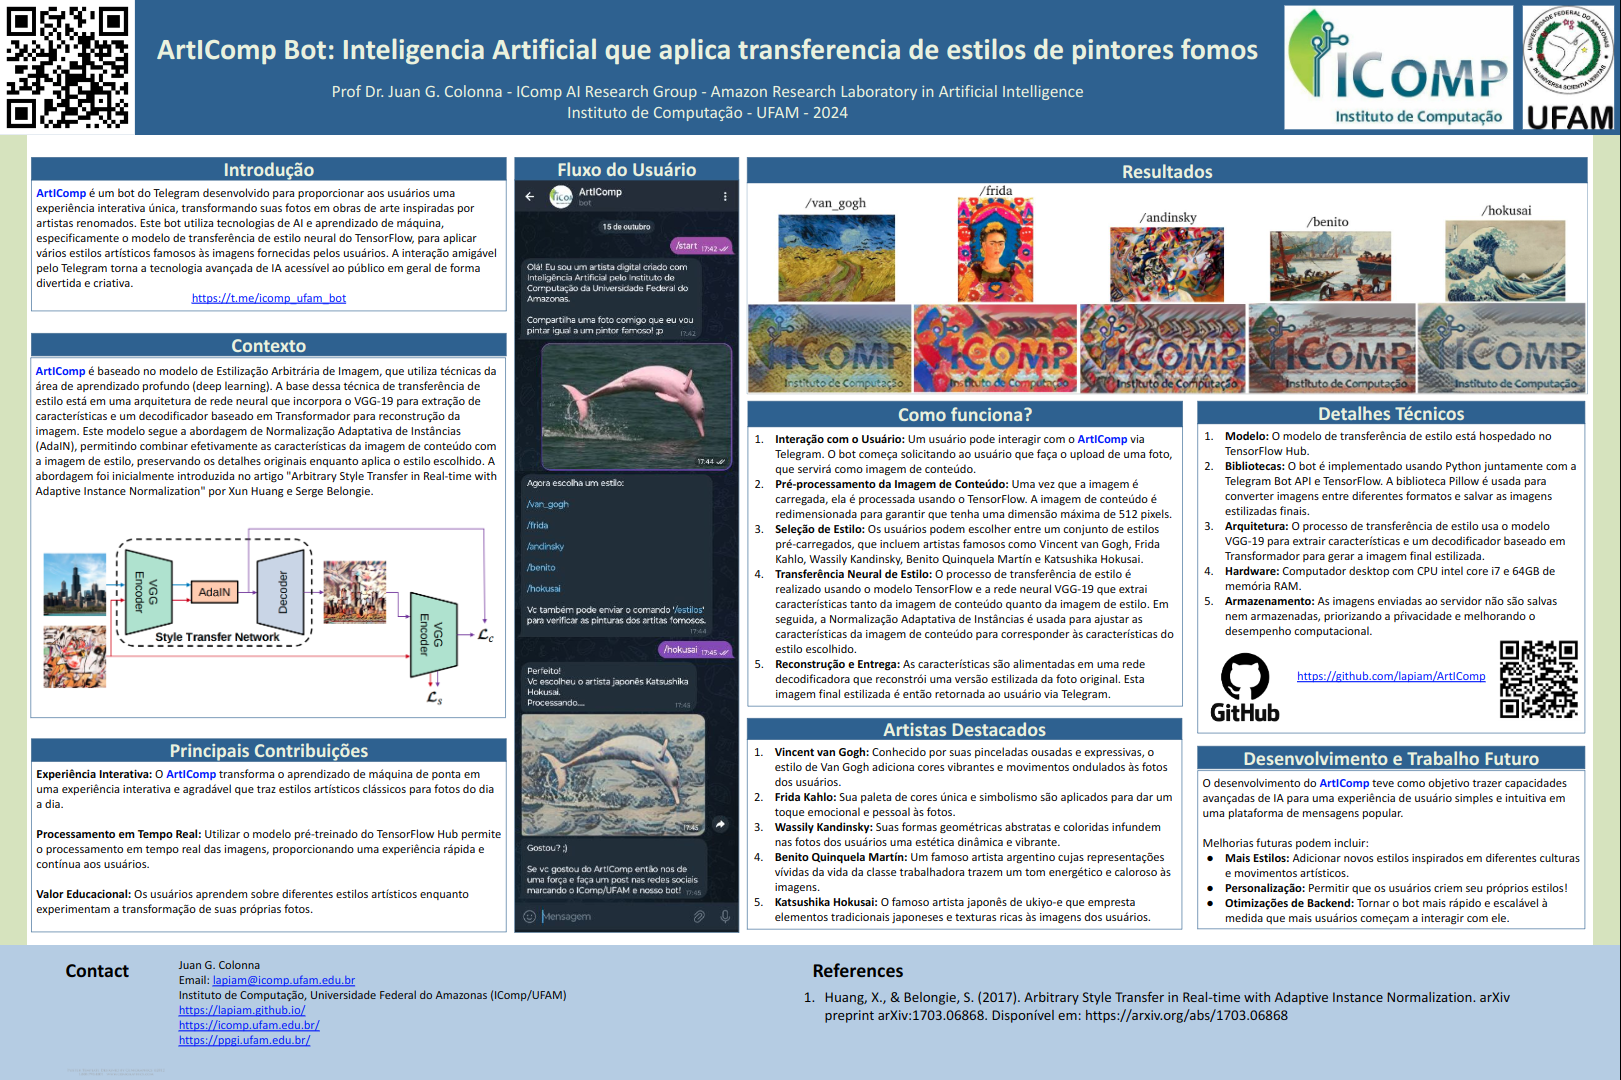 ArtIComp Bot: Inteligencia Artificial que aplica transferencia de estilos de pintores fomos
Prof Dr. Juan G. Colonna - IComp AI Research Group - Amazon Research Laboratory in Artificial Intelligence
Instituto de Computação - UFAM - 2024
ICOMP
Instituto de Computação
UNIVERSIDADE FEDERAL DO AMAZONAS
IN UNIVERSA SCIENTIA VERITAS
UFAM
Introdução
ArtIComp é um bot do Telegram desenvolvido para proporcionar aos usuários uma
experiência interativa única, transformando suas fotos em obras de arte inspiradas por
artistas renomados. Este bot utiliza tecnologias de AI e aprendizado de máquina,
especificamente o modelo de transferência de estilo neural do TensorFlow, para aplicar
vários estilos artísticos famosos às imagens fornecidas pelos usuários. A interação amigável
pelo Telegram torna a tecnologia avançada de IA acessível ao público em geral de forma
divertida e criativa.
https://t.me/icomp_ufam_bot
Contexto
ArtIComp é baseado no modelo de Estilização Arbitrária de Imagem, que utiliza técnicas da
área de aprendizado profundo (deep learning). A base dessa técnica de transferência de
estilo está em uma arquitetura de rede neural que incorpora o VGG-19 para extração de
características e um decodificador baseado em Transformador para reconstrução da
imagem. Este modelo segue a abordagem de Normalização Adaptativa de Instâncias
(AdaIN), permitindo combinar efetivamente as características da imagem de conteúdo com
a imagem de estilo, preservando os detalhes originais enquanto aplica o estilo escolhido. A
abordagem foi inicialmente introduzida no artigo "Arbitrary Style Transfer in Real-time with
Adaptive Instance Normalization" por Xun Huang e Serge Belongie.
VGG
Encoder
AdaIN
Decoder
Style Transfer Network
VGG
Encoder
ℒc
ℒs
Principais Contribuições
Experiência Interativa: O ArtIComp transforma o aprendizado de máquina de ponta em
uma experiência interativa e agradável que traz estilos artísticos clássicos para fotos do dia
a dia.
Processamento em Tempo Real: Utilizar o modelo pré-treinado do TensorFlow Hub permite
o processamento em tempo real das imagens, proporcionando uma experiência rápida e
contínua aos usuários.
Valor Educacional: Os usuários aprendem sobre diferentes estilos artísticos enquanto
experimentam a transformação de suas próprias fotos.
Fluxo do Usuário
ArtIComp
bot
15 de outubro
/start 17:42
Olá! Eu sou um artista digital criado com
Inteligência Artificial pelo Instituto de
Computação da Universidade Federal do
Amazonas.
Compartilha uma foto comigo que eu vou
pintar igual a um pintor famoso! ;p
17:42
17:44
Agora escolha um estilo:
/van_gogh
/frida
/andinsky
/benito
/hokusai
Vc também pode enviar o comando '/estilos'
para verificar as pinturas dos artitas fomosos.
17:44
/hokusai 17:45
Perfeito!
Vc escolheu o artista japonês Katsushika
Hokusai.
Processando....
17:45
17:45
Gostou? ;)
Se vc gostou do ArtIComp então nos de
uma força e faça um post nas redes sociais
marcando o IComp/UFAM e nosso bot!
17:45
Mensagem
Resultados
/van_gogh
/frida
/andinsky
/benito
/hokusai
ICOMP
Instituto de Computação
ICOMP
Instituto de Computação
ICOMP
Instituto de Computação
ICOMP
Instituto de Computação
ICOMP
Instituto de Computação
Como funciona?
1. Interação com o Usuário: Um usuário pode interagir com o ArtIComp via
Telegram. O bot começa solicitando ao usuário que faça o upload de uma foto,
que servirá como imagem de conteúdo.
2. Pré-processamento da Imagem de Conteúdo: Uma vez que a imagem é
carregada, ela é processada usando o TensorFlow. A imagem de conteúdo é
redimensionada para garantir que tenha uma dimensão máxima de 512 pixels.
3. Seleção de Estilo: Os usuários podem escolher entre um conjunto de estilos
pré-carregados, que incluem artistas famosos como Vincent van Gogh, Frida
Kahlo, Wassily Kandinsky, Benito Quinquela Martín e Katsushika Hokusai.
4. Transferência Neural de Estilo: O processo de transferência de estilo é
realizado usando o modelo TensorFlow e a rede neural VGG-19 que extrai
características tanto da imagem de conteúdo quanto da imagem de estilo. Em
seguida, a Normalização Adaptativa de Instâncias é usada para ajustar as
características da imagem de conteúdo para corresponder às características do
estilo escolhido.
5. Reconstrução e Entrega: As características são alimentadas em uma rede
decodificadora que reconstrói uma versão estilizada da foto original. Esta
imagem final estilizada é então retornada ao usuário via Telegram.
Artistas Destacados
1. Vincent van Gogh: Conhecido por suas pinceladas ousadas e expressivas, o
estilo de Van Gogh adiciona cores vibrantes e movimentos ondulados às fotos
dos usuários.
2. Frida Kahlo: Sua paleta de cores única e simbolismo são aplicados para dar um
toque emocional e pessoal às fotos.
3. Wassily Kandinsky: Suas formas geométricas abstratas e coloridas infundem
nas fotos dos usuários uma estética dinâmica e vibrante.
4. Benito Quinquela Martín: Um famoso artista argentino cujas representações
vívidas da vida da classe trabalhadora trazem um tom energético e caloroso às
imagens.
5. Katsushika Hokusai: O famoso artista japonês de ukiyo-e que empresta
elementos tradicionais japoneses e texturas ricas às imagens dos usuários.
Detalhes Técnicos
1. Modelo: O modelo de transferência de estilo está hospedado no
TensorFlow Hub.
2. Bibliotecas: O bot é implementado usando Python juntamente com a
Telegram Bot API e TensorFlow. A biblioteca Pillow é usada para
converter imagens entre diferentes formatos e salvar as imagens
estilizadas finais.
3. Arquitetura: O processo de transferência de estilo usa o modelo
VGG-19 para extrair características e um decodificador baseado em
Transformador para gerar a imagem final estilizada.
4. Hardware: Computador desktop com CPU intel core i7 e 64GB de
memória RAM.
5. Armazenamento: As imagens enviadas ao servidor não são salvas
nem armazenadas, priorizando a privacidade e melhorando o
desempenho computacional.
GitHub
https://github.com/lapiam/ArtIComp
Desenvolvimento e Trabalho Futuro
O desenvolvimento do ArtIComp teve como objetivo trazer capacidades
avançadas de IA para uma experiência de usuário simples e intuitiva em
uma plataforma de mensagens popular.
Melhorias futuras podem incluir:
● Mais Estilos: Adicionar novos estilos inspirados em diferentes culturas
e movimentos artísticos.
● Personalização: Permitir que os usuários criem seu próprios estilos!
● Otimizações de Backend: Tornar o bot mais rápido e escalável à
medida que mais usuários começam a interagir com ele.
Contact
Juan G. Colonna
Email: lapiam@icomp.ufam.edu.br
Instituto de Computação, Universidade Federal do Amazonas (IComp/UFAM)
https://lapiam.github.io/
https://icomp.ufam.edu.br/
https://ppgi.ufam.edu.br/
References
1. Huang, X., & Belongie, S. (2017). Arbitrary Style Transfer in Real-time with Adaptive Instance Normalization. arXiv
preprint arXiv:1703.06868. Disponível em: https://arxiv.org/abs/1703.06868